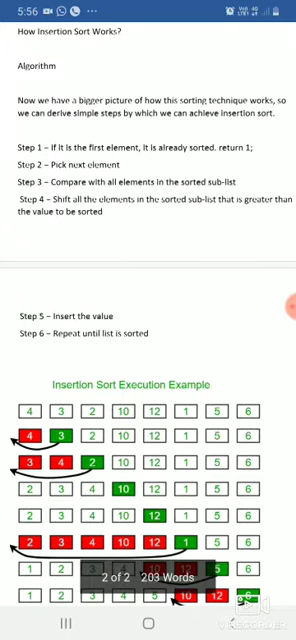 5:56
How Insertion Sort Works?
Algorithm
Now we have a bigger picture of how this sorting technique works, so
we can derive simple steps by which we can achieve insertion sort.
Step 1 – If it is the first element, it is already sorted. return 1;
Step 2 – Pick next element
Step 3 – Compare with all elements in the sorted sub-list
Step 4 – Shift all the elements in the sorted sub-list that is greater than
the value to be sorted
Step 5 – Insert the value
Step 6 – Repeat until list is sorted
Insertion Sort Execution Example
4 3 2 10 12 1 5 6
4 3 2 10 12 1 5 6
3 4 2 10 12 1 5 6
2 3 4 10 12 1 5 6
2 3 4 10 12 1 5 6
2 3 4 10 12 1 5 6
1 2 3 4 10 12 5 6
2 of 2 203 Words
1 2 3 4 5 10 12 6